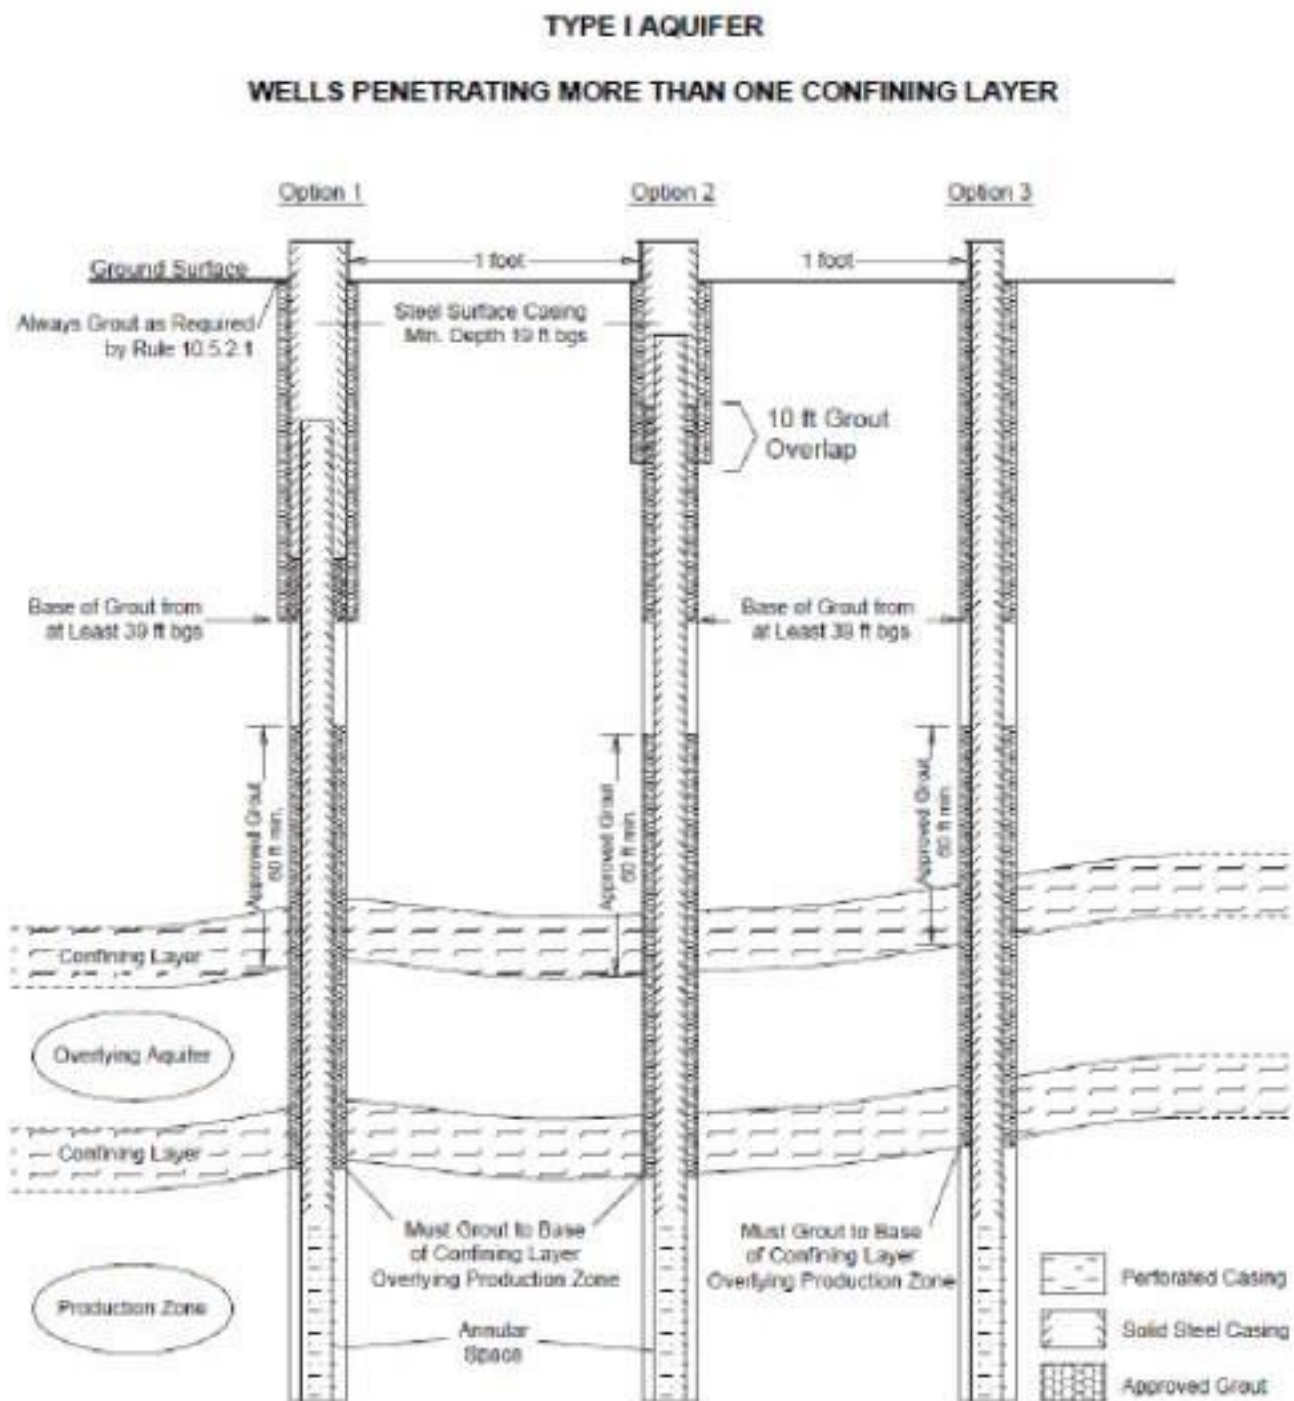 TYPE I AQUIFER
WELLS PENETRATING MORE THAN ONE CONFINING LAYER
Option 1
Option 2
Option 3
1 foot
1 foot
Ground Surface
Always Grout as Required
by Rule 10.5.2.1
Steel Surface Casing
Min. Depth 19 ft bgs
10 ft Grout
Overlap
Base of Grout from
at Least 39 ft bgs
Base of Grout from
at Least 39 ft bgs
Approved Grout
60 ft min.
Approved Grout
60 ft min.
Approved Grout
60 ft min.
Confining Layer
Overlying Aquifer
Confining Layer
Must Grout to Base
of Confining Layer
Overlying Production Zone
Must Grout to Base
of Confining Layer
Overlying Production Zone
Production Zone
Annular
Space
Perforated Casing
Solid Steel Casing
Approved Grout